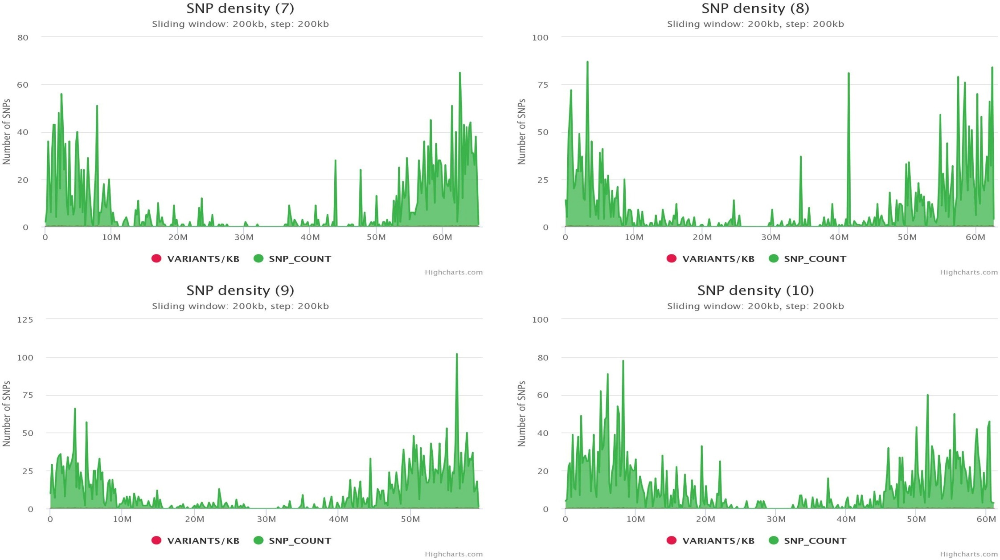 SNP density (7)
Sliding window: 200kb, step: 200kb
Number of SNPs
80
60
40
20
0
0 10M 20M 30M 40M 50M 60M
VARIANTS/KB SNP_COUNT
Highcharts.com
SNP density (8)
Sliding window: 200kb, step: 200kb
Number of SNPs
100
75
50
25
0
0 10M 20M 30M 40M 50M 60M
VARIANTS/KB SNP_COUNT
Highcharts.com
SNP density (9)
Sliding window: 200kb, step: 200kb
Number of SNPs
125
100
75
50
25
0
0 10M 20M 30M 40M 50M
VARIANTS/KB SNP_COUNT
Highcharts.com
SNP density (10)
Sliding window: 200kb, step: 200kb
Number of SNPs
100
80
60
40
20
0
0 10M 20M 30M 40M 50M 60M
VARIANTS/KB SNP_COUNT
Highcharts.com